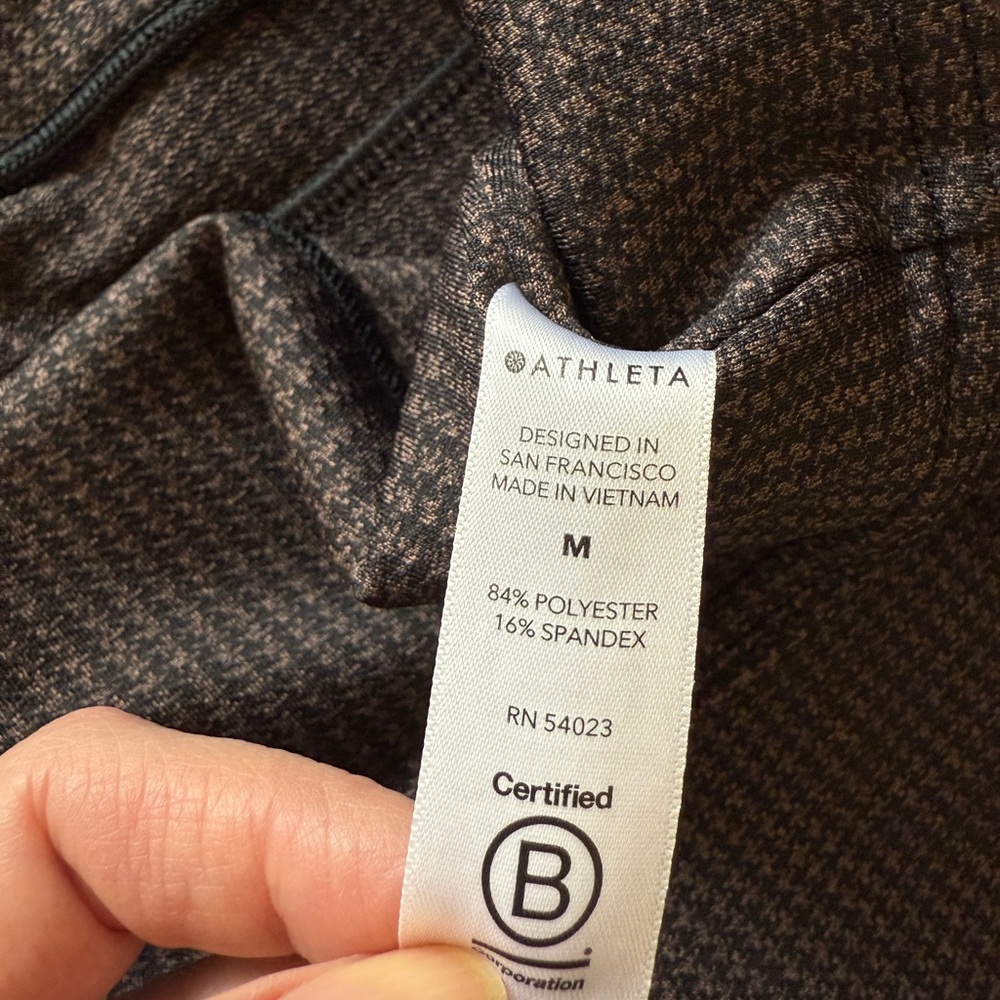 ATHLETA
DESIGNED IN
SAN FRANCISCO
MADE IN VIETNAM
M
84% POLYESTER
16% SPANDEX
RN 54023
Certified
B
Corporation